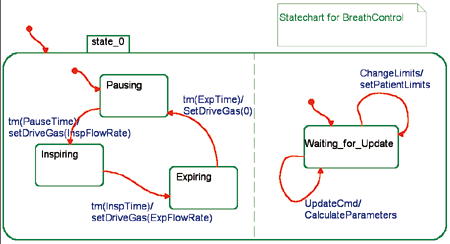 Statechart for BreathControl
state_0
Pausing
tm(ExpTime)/
SetDriveGas(0)
tm(PauseTime)/
setDriveGas(InspFlowRate)
Inspiring
Expiring
tm(InspTime)/
setDriveGas(ExpFlowRate)
ChangeLimits/
setPatientLimits
Waiting_for_Update
UpdateCmd/
CalculateParameters